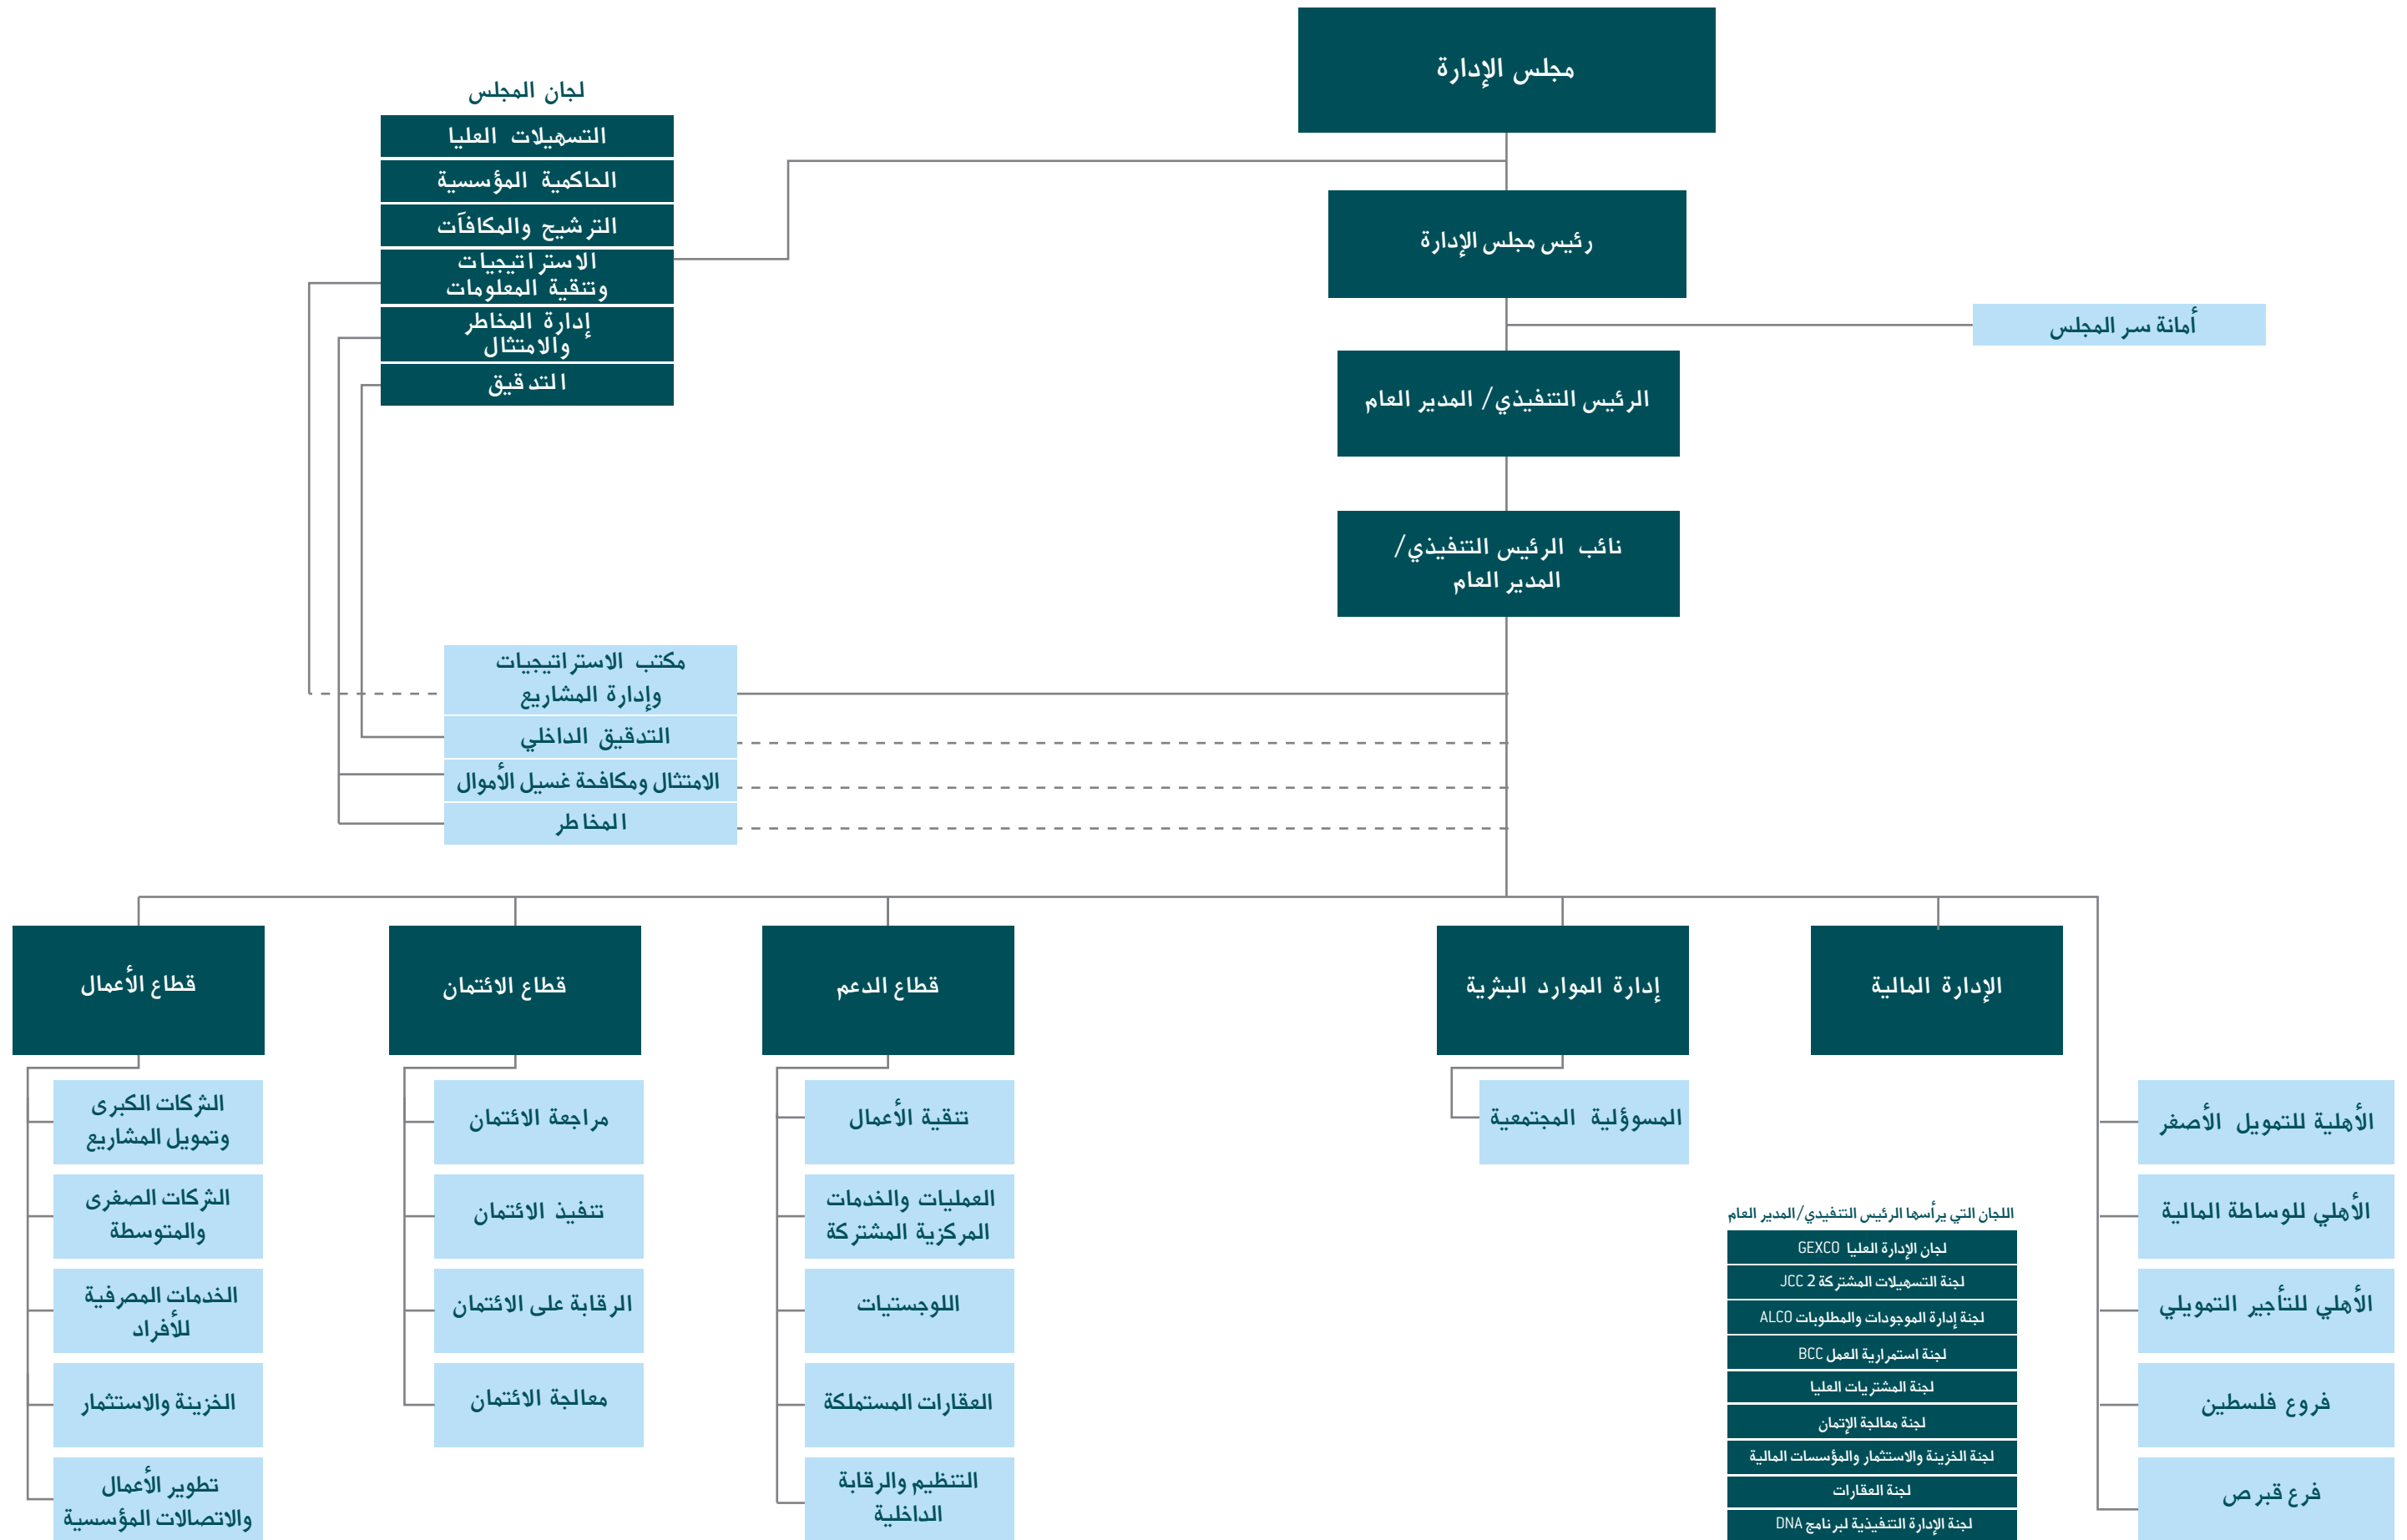 مجلس الإدارة
لجان المجلس
التسهيلات العليا
الحاكمية المؤسسية
الترشيح والمكافآت
الاستراتيجيات
وتنقية المعلومات
إدارة المخاطر
والامتثال
التدقيق
رئيس مجلس الإدارة
أمانة سر المجلس
الرئيس التنفيذي/ المدير العام
نائب الرئيس التنفيذي/
المدير العام
مكتب الاستراتيجيات
وإدارة المشاريع
التدقيق الداخلي
الامتثال ومكافحة غسيل الأموال
المخاطر
الإدارة المالية
إدارة الموارد البشرية
قطاع الدعم
قطاع الائتمان
قطاع الأعمال
الأهلية للتمويل الأصغر
الأهلي للوساطة المالية
الأهلي للتأجير التمويلي
فروع فلسطين
فرع قبرص
المسوؤلية المجتمعية
اللجان التي يرأسها الرئيس التنفيدي/المدير العام
لجان الإدارة العليا GEXCO
لجنة التسهيلات المشتركة JCC 2
لجنة إدارة الموجودات والمطلوبات ALCO
لجنة استمرارية العمل BCC
لجنة المشتريات العليا
لجنة معالجة الإتمان
لجنة الخزينة والاستثمار والمؤسسات المالية
لجنة العقارات
لجنة الإدارة التنفيذية لبرنامج DNA
تنقية الأعمال
العمليات والخدمات
المركزية المشتركة
اللوجستيات
العقارات المستملكة
التنظيم والرقابة
الداخلية
مراجعة الائتمان
تنفيذ الائتمان
الرقابة على الائتمان
معالجة الائتمان
الشركات الكبرى
وتمويل المشاريع
الشركات الصغرى
والمتوسطة
الخدمات المصرفية
للأفراد
الخزينة والاستثمار
تطوير الأعمال
والاتصالات المؤسسية